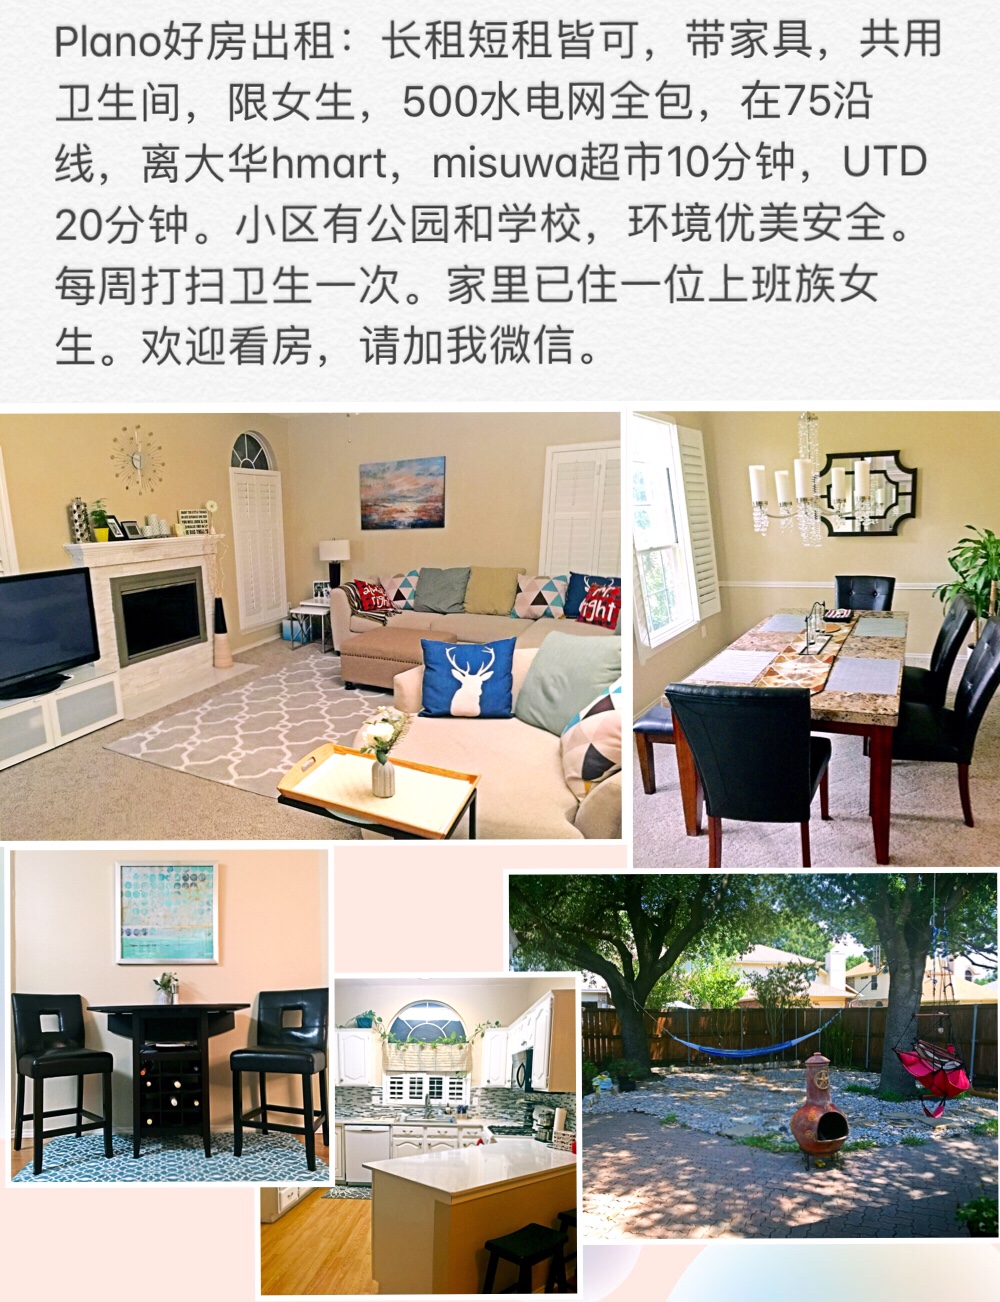 Plano好房出租：长租短租皆可，带家具，共用
卫生间，限女生，500水电网全包，在75沿
线，离大华hmart，misuwa超市10分钟，UTD
20分钟。小区有公园和学校，环境优美安全。
每周打扫卫生一次。家里已住一位上班族女
生。欢迎看房，请加我微信。
always
right
right